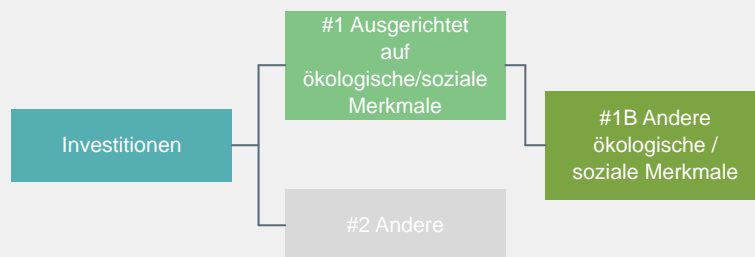 #1 Ausgerichtet
auf
ökologische/soziale
Merkmale
Investitionen
#1B Andere
ökologische /
soziale Merkmale
#2 Andere